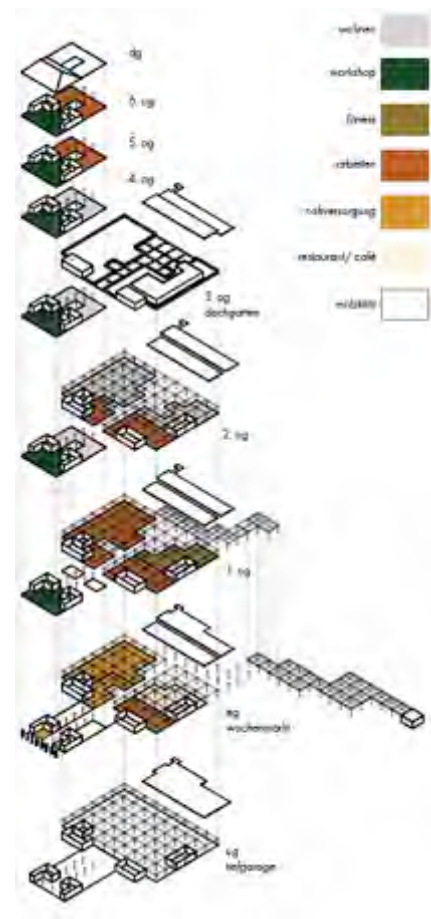 wohnen
workshop
fitness
arbeiten
nahversorgung
restaurant/ café
mobilität
dg
6. og
5. og
4. og
3. og
dachgarten
2. og
1. og
eg
wochenmarkt
ug
tiefgarage